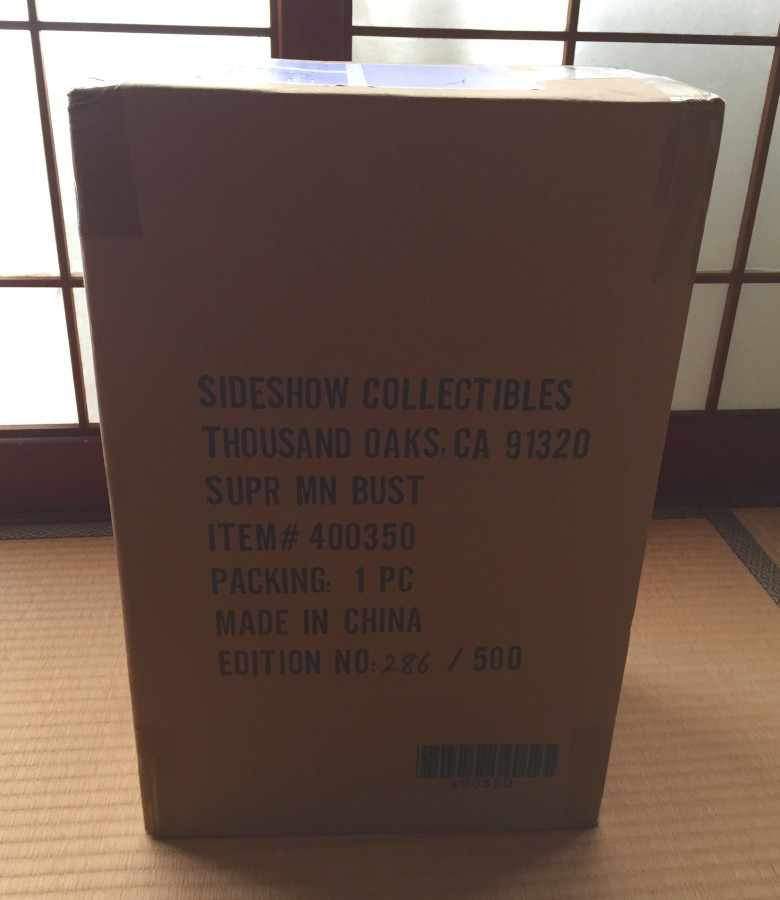 SIDESHOW COLLECTIBLES
THOUSAND OAKS, CA 91320
SUPR MN BUST
ITEM# 400350
PACKING: 1 PC
MADE IN CHINA
EDITION NO: 286 / 500
400350